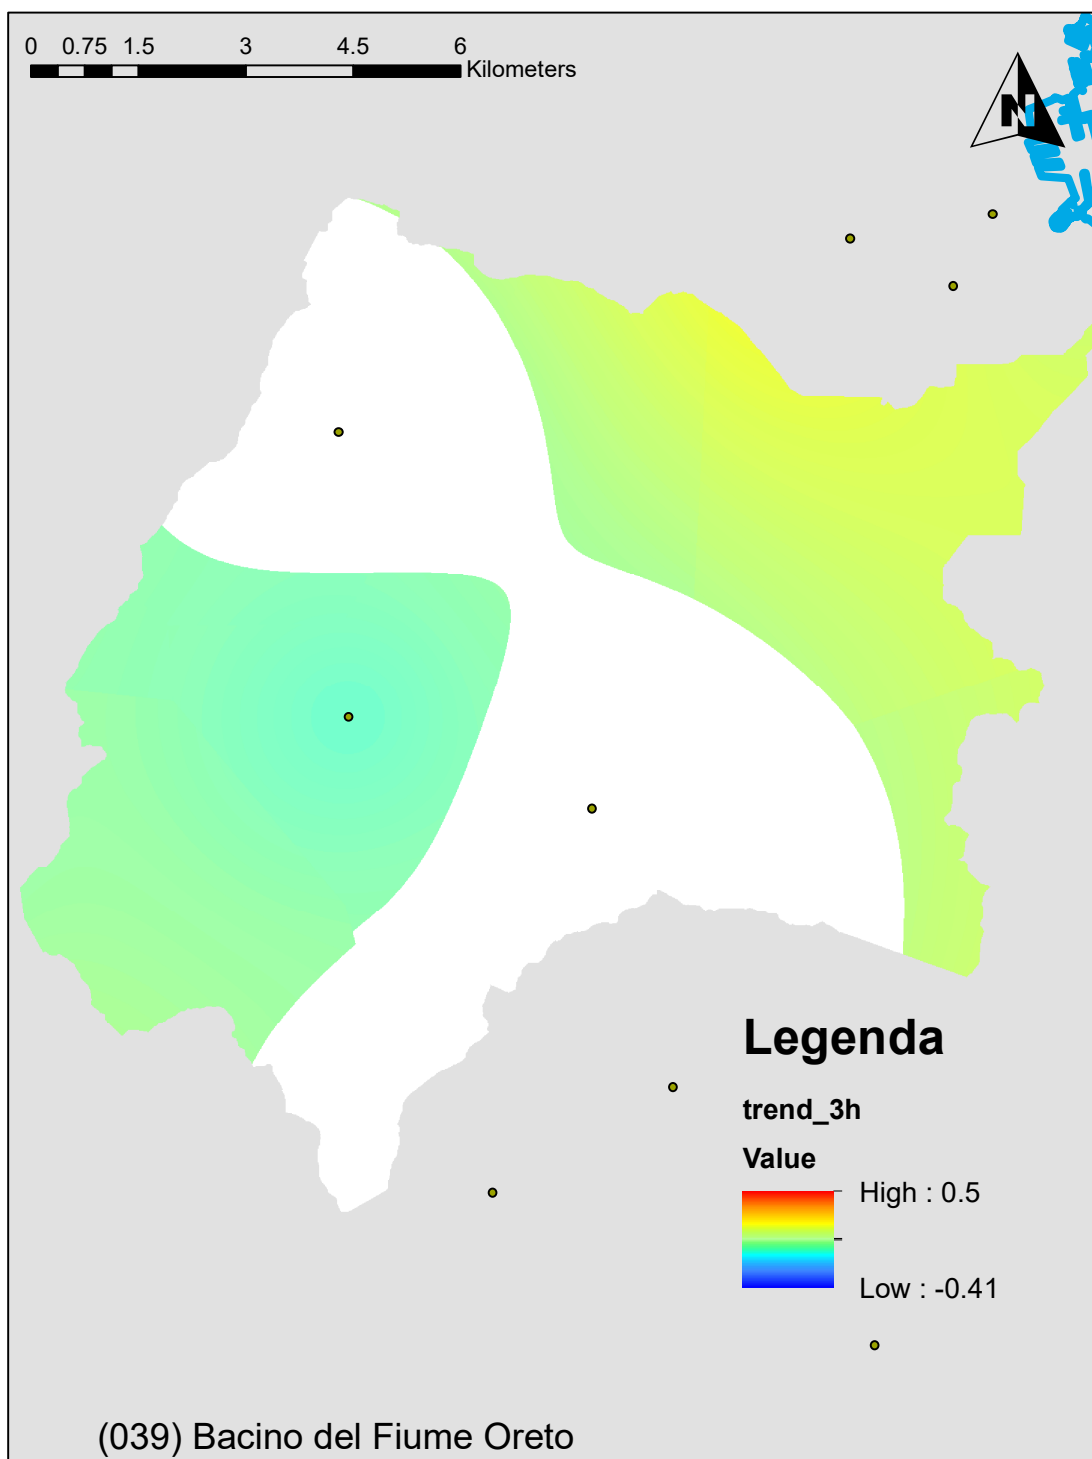 0 0.75 1.5 3 4.5 6
Kilometers
N
Legenda
trend_3h
Value
High : 0.5
Low : -0.41
(039) Bacino del Fiume Oreto